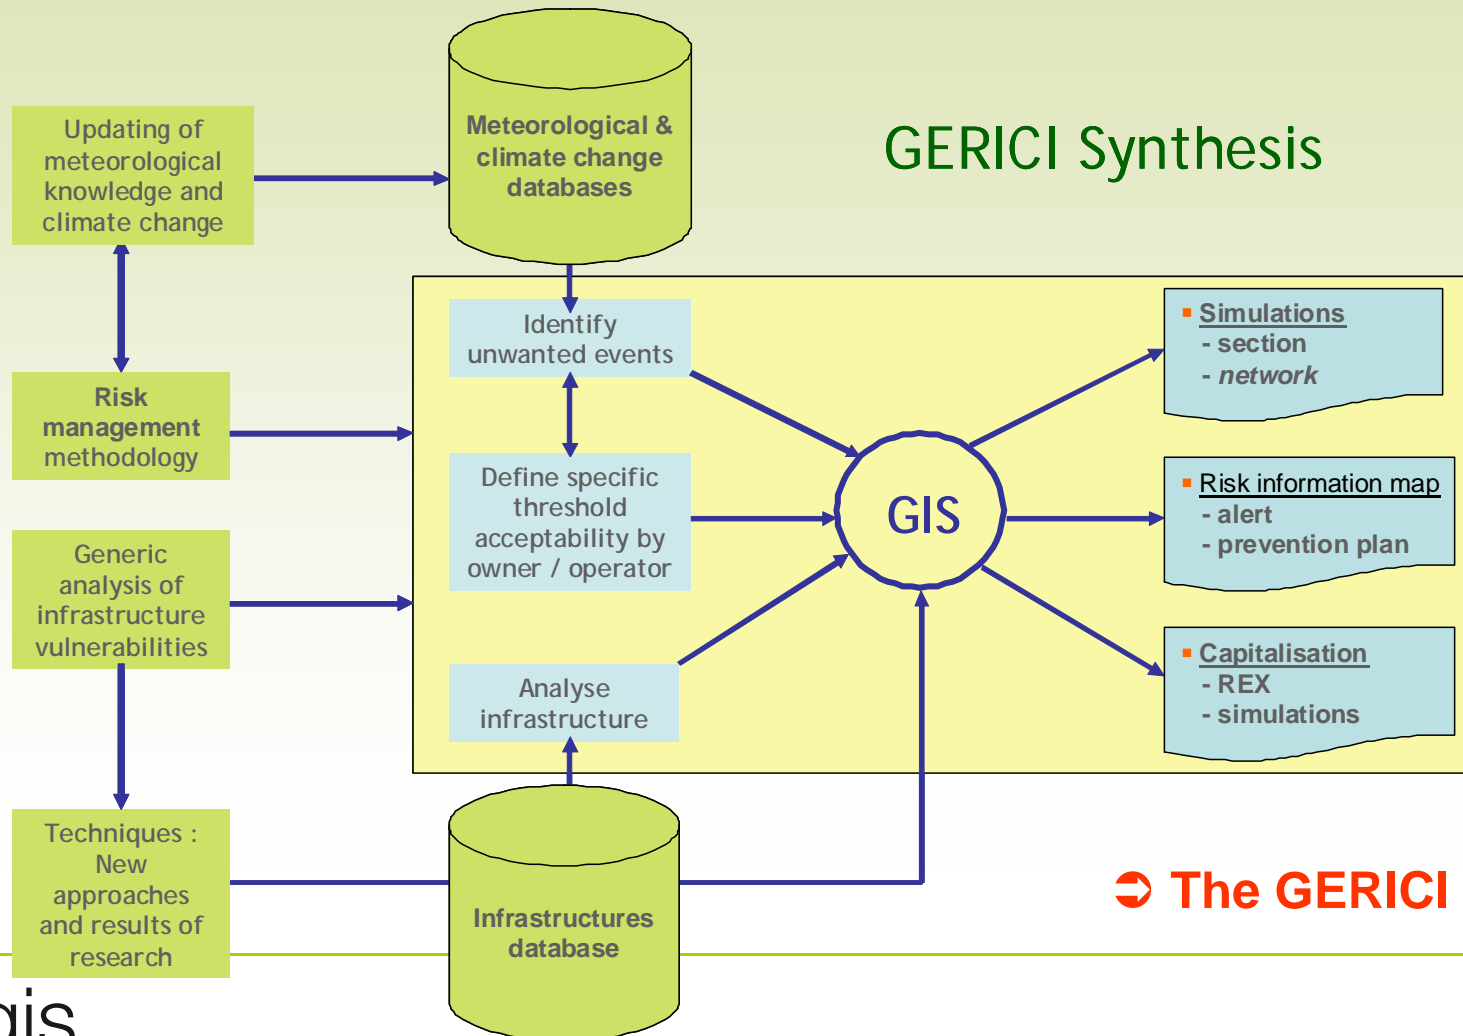 GERICI Synthesis
Updating of
meteorological
knowledge and
climate change
Meteorological &
climate change
databases
Risk
management
methodology
Generic
analysis of
infrastructure
vulnerabilities
Techniques :
New
approaches
and results of
research
Identify
unwanted events
Define specific
threshold
acceptability by
owner / operator
Analyse
infrastructure
Infrastructures
database
GIS
▪ Simulations
- section
- network
▪ Risk information map
- alert
- prevention plan
▪ Capitalisation
- REX
- simulations
➲ The GERICI
gis